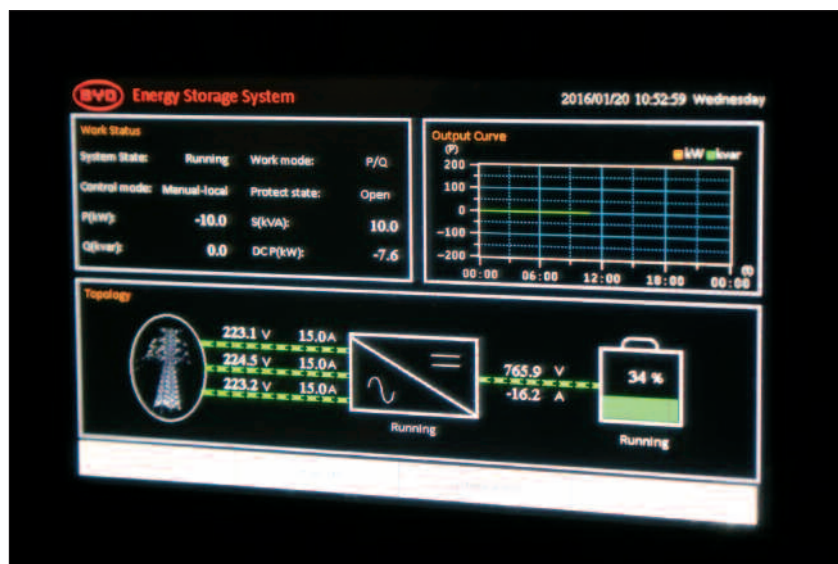 BYD Energy Storage System 2016/01/20 10:52:59 Wednesday
Work Status
System State: Running Work mode: P/Q
Control mode: Manual-local Protect state: Open
P(kW): -10.0 S(kVA): 10.0
Q(kvar): 0.0 DC P(kW): -7.6
Output Curve
(P) kW kvar
200
100
0
-100
-200
00:00 06:00 12:00 18:00 00:00 (t)
Topology
223.1 V 15.0A
224.5 V 15.0A
223.2 V 15.0A
Running
765.9 V
-16.2 A
34 %
Running